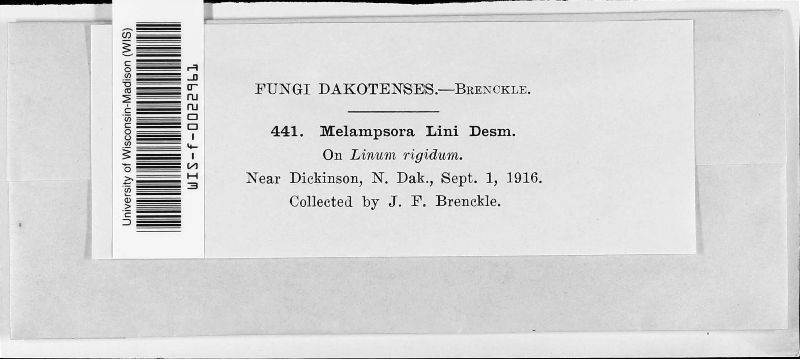 FUNGI DAKOTENSES.—BRENCKLE.
441. Melampsora Lini Desm.
On Linum rigidum.
Near Dickinson, N. Dak., Sept. 1, 1916.
Collected by J. F. Brenckle.
University of Wisconsin-Madison (WIS)
WIS-f-0022961